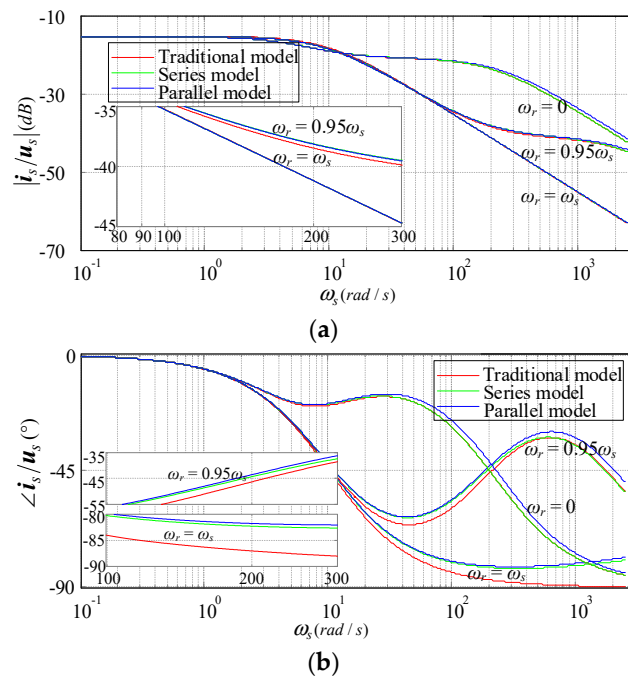 -10
-30
-50
-70
|i_s/u_s|(dB)
Traditional model
Series model
Parallel model
-35
-40
-45
80 90 100 200 300
ω_r = 0.95ω_s
ω_r = ω_s
ω_r = 0
ω_r = 0.95ω_s
ω_r = ω_s
10^-1 10^0 10^1 10^2 10^3
ω_s (rad / s)
(a)
0
-45
-90
∠i_s/u_s(°)
Traditional model
Series model
Parallel model
-35
-45
-55
ω_r = 0.95ω_s
-80
-85
-90
ω_r = ω_s
100 200 300
ω_r = 0.95ω_s
ω_r = 0
ω_r = ω_s
10^-1 10^0 10^1 10^2 10^3
ω_s (rad / s)
(b)